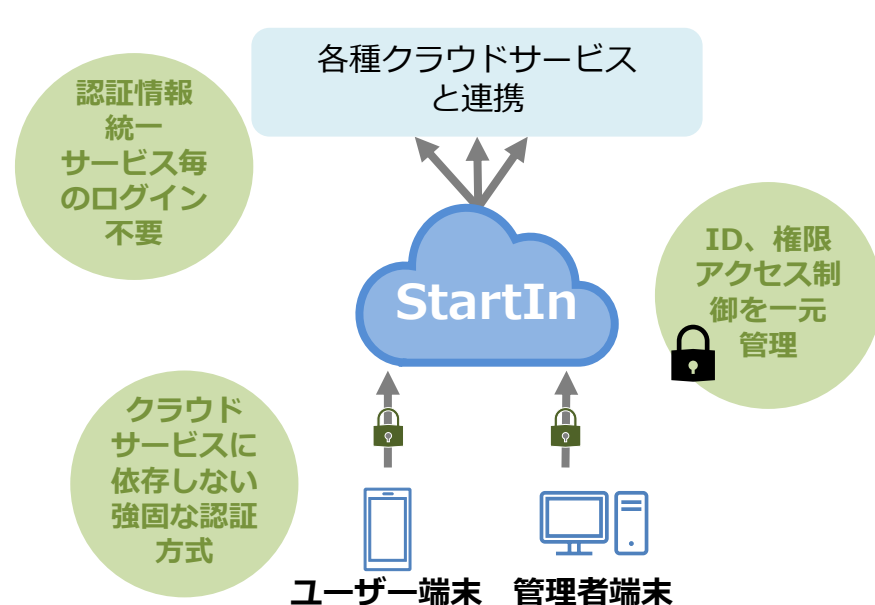 各種クラウドサービス
と連携
認証情報
統一
サービス毎
のログイン
不要
StartIn
ID、権限
アクセス制
御を一元
管理
クラウド
サービスに
依存しない
強固な認証
方式
ユーザー端末 管理者端末